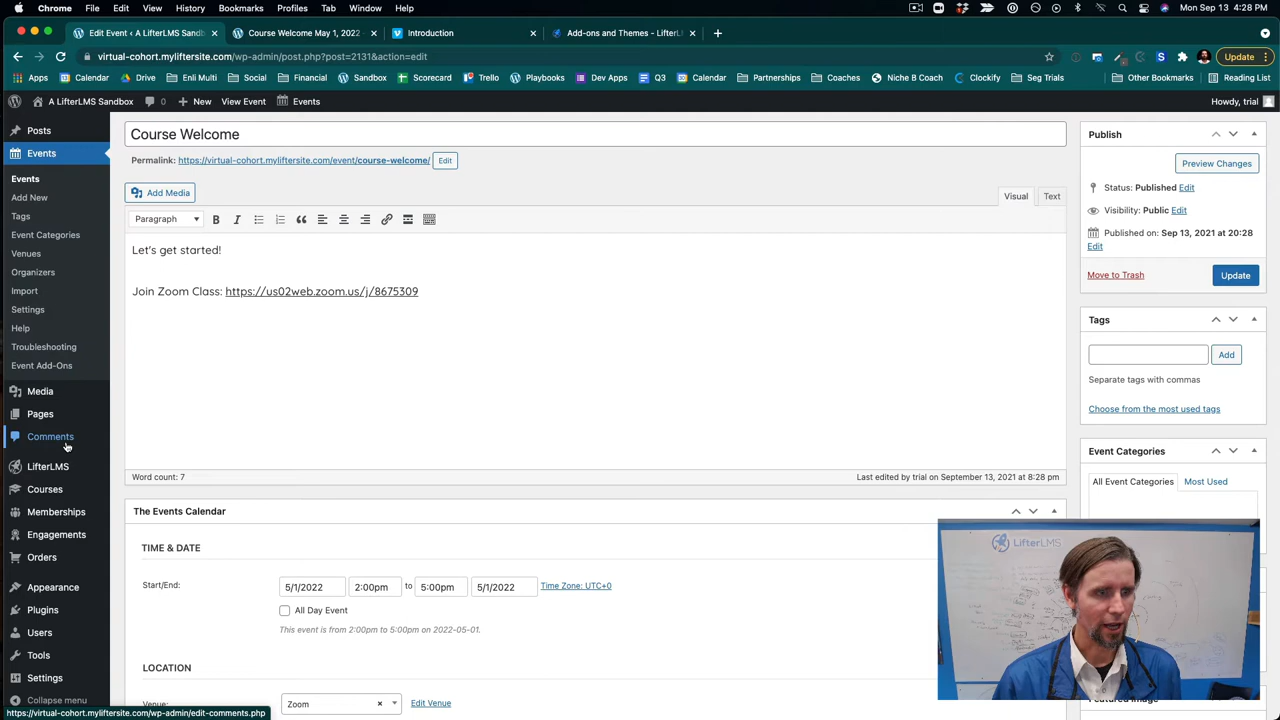 Chrome File Edit View History Bookmarks Profiles Tab Window Help Mon Sep 13 4:28 PM
Edit Event ‹ A LifterLMS Sandb × Course Welcome May 1, 2022 - × Introduction × Add-ons and Themes - LifterLM × +
virtual-cohort.myliftersite.com/wp-admin/post.php?post=2131&action=edit Update
Apps Calendar Drive Enli Multi Social Financial Sandbox Scorecard Trello Playbooks Dev Apps Q3 Calendar Partnerships Coaches Niche B Coach Clockify Seg Trials Other Bookmarks Reading List
A LifterLMS Sandbox 0 New View Event Events Howdy, trial
Posts
Events
Events
Add New
Tags
Event Categories
Venues
Organizers
Import
Settings
Help
Troubleshooting
Event Add-Ons
Media
Pages
Comments
LifterLMS
Courses
Memberships
Engagements
Orders
Appearance
Plugins
Users
Tools
Settings
Collapse menu
https://virtual-cohort.myliftersite.com/wp-admin/edit-comments.php
Course Welcome
Permalink: https://virtual-cohort.myliftersite.com/event/course-welcome/ Edit
Add Media
Visual Text
Paragraph B I
Let's get started!
Join Zoom Class: https://us02web.zoom.us/j/8675309
Word count: 7 Last edited by trial on September 13, 2021 at 8:28 pm
The Events Calendar
TIME & DATE
Start/End: 5/1/2022 2:00pm to 5:00pm 5/1/2022 Time Zone: UTC+0
All Day Event
This event is from 2:00pm to 5:00pm on 2022-05-01.
LOCATION
Venue: Zoom × Edit Venue
Publish
Preview Changes
Status: Published Edit
Visibility: Public Edit
Published on: Sep 13, 2021 at 20:28
Edit
Move to Trash Update
Tags
Add
Separate tags with commas
Choose from the most used tags
Event Categories
All Event Categories Most Used
LifterLMS
Featured Image